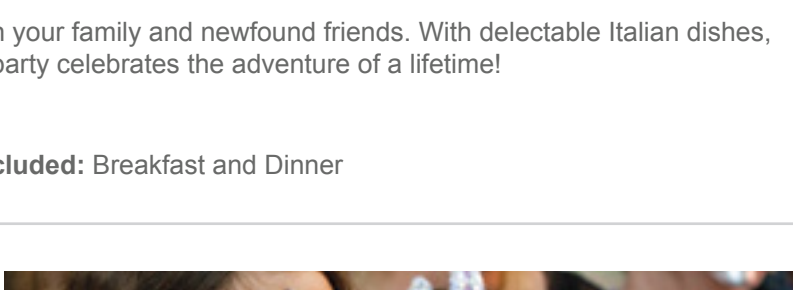 your family and newfound friends. With delectable Italian dishes,
party celebrates the adventure of a lifetime!
cluded: Breakfast and Dinner